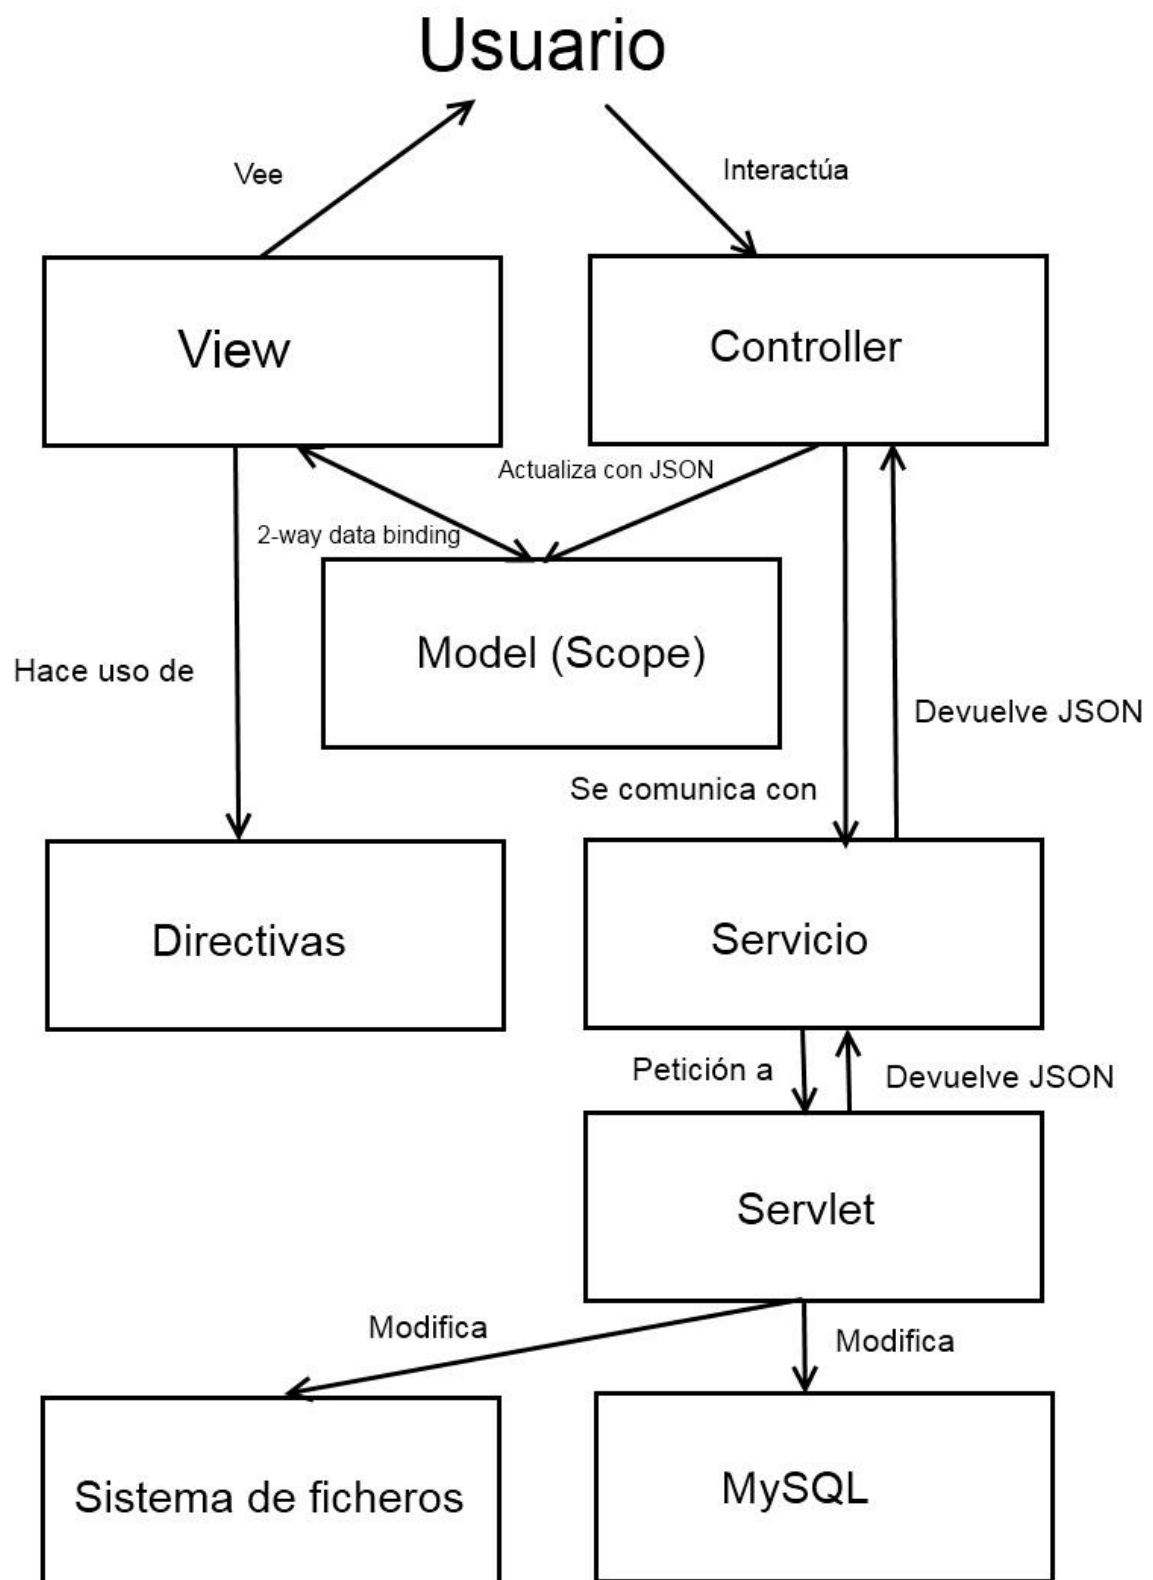 Usuario
Vee
Interactúa
View
Controller
Actualiza con JSON
2-way data binding
Model (Scope)
Hace uso de
Devuelve JSON
Se comunica con
Directivas
Servicio
Petición a
Devuelve JSON
Servlet
Modifica
Modifica
Sistema de ficheros
MySQL